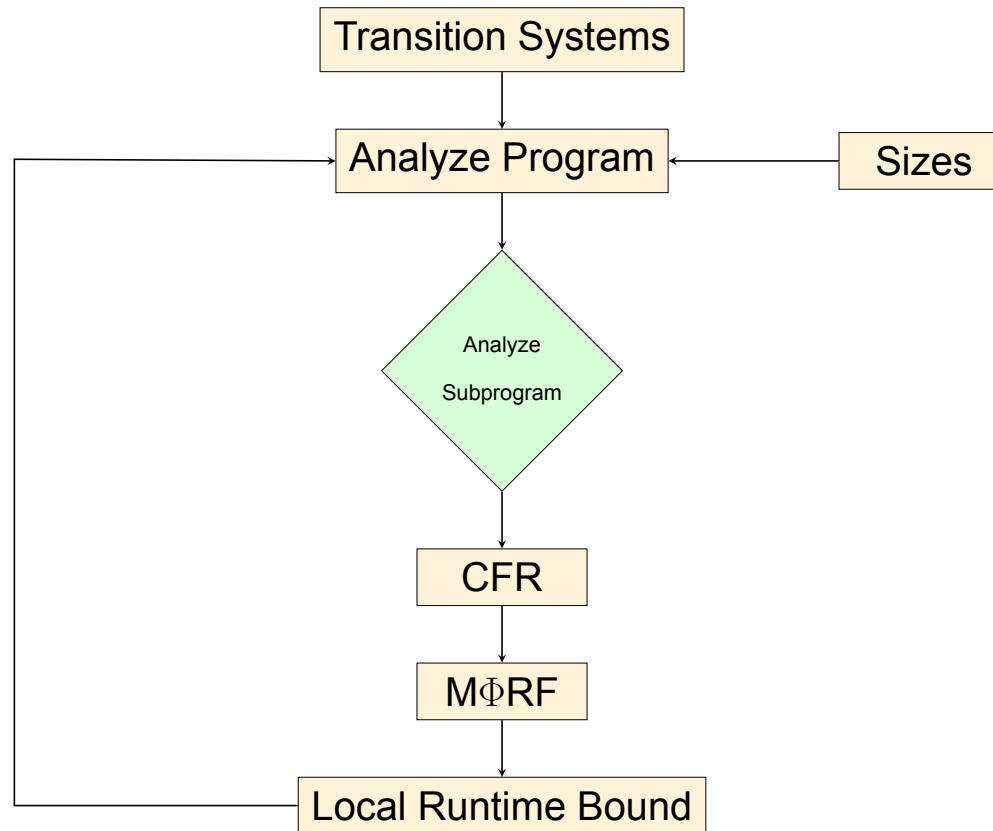 Transition Systems
Analyze Program
Sizes
Analyze
Subprogram
CFR
MΦRF
Local Runtime Bound